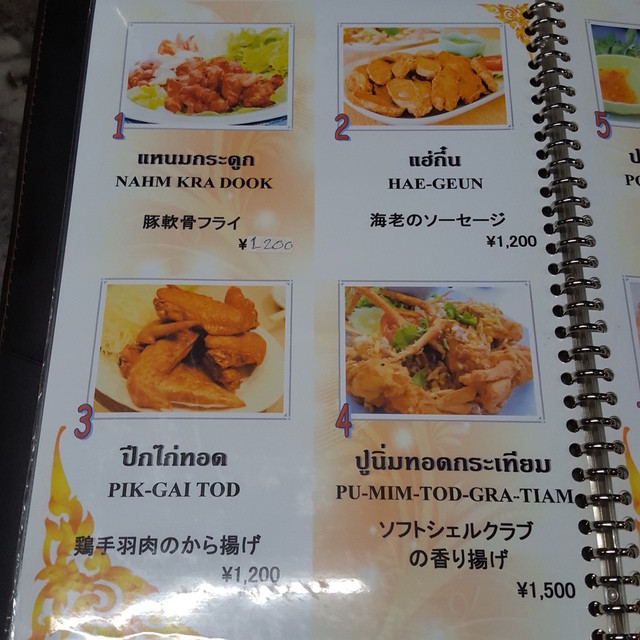 1
แหนมกระดูก
NAHM KRA DOOK
豚軟骨フライ
¥1200
2
แฮ่กึ๋น
HAE-GEUN
海老のソーセージ
¥1,200
3
ปีกไก่ทอด
PIK-GAI TOD
鶏手羽肉のから揚げ
¥1,200
4
ปูนิ่มทอดกระเทียม
PU-MIM-TOD-GRA-TIAM
ソフトシェルクラブ
の香り揚げ
¥1,500
5